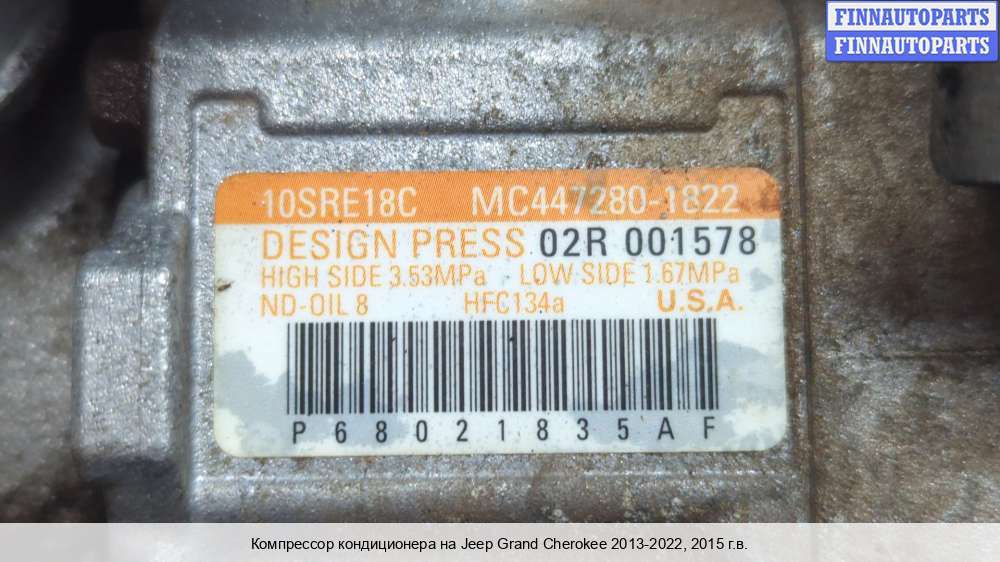 FINNAUTOPARTS
FINNAUTOPARTS
10SRE18C MC447280-1822
DESIGN PRESS 02R 001578
HIGH SIDE 3.53MPa LOW SIDE 1.67MPa
ND-OIL 8 HFC134a U.S.A.
P68021835AF
Компрессор кондиционера на Jeep Grand Cherokee 2013-2022, 2015 г.в.